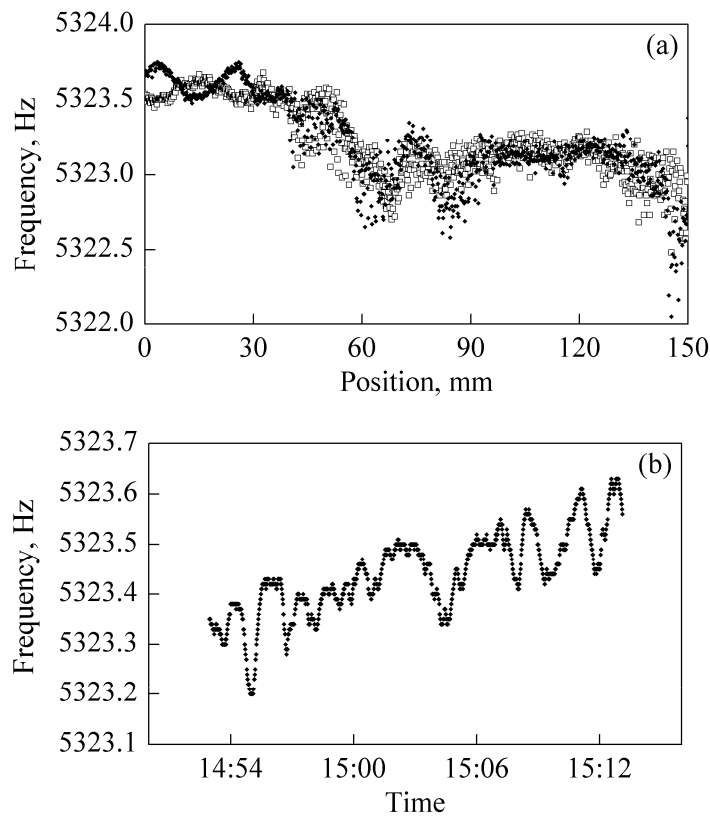 (a)
5324.0
5323.5
5323.0
5322.5
5322.0
Frequency, Hz
0 30 60 90 120 150
Position, mm
(b)
5323.7
5323.6
5323.5
5323.4
5323.3
5323.2
5323.1
Frequency, Hz
14:54 15:00 15:06 15:12
Time